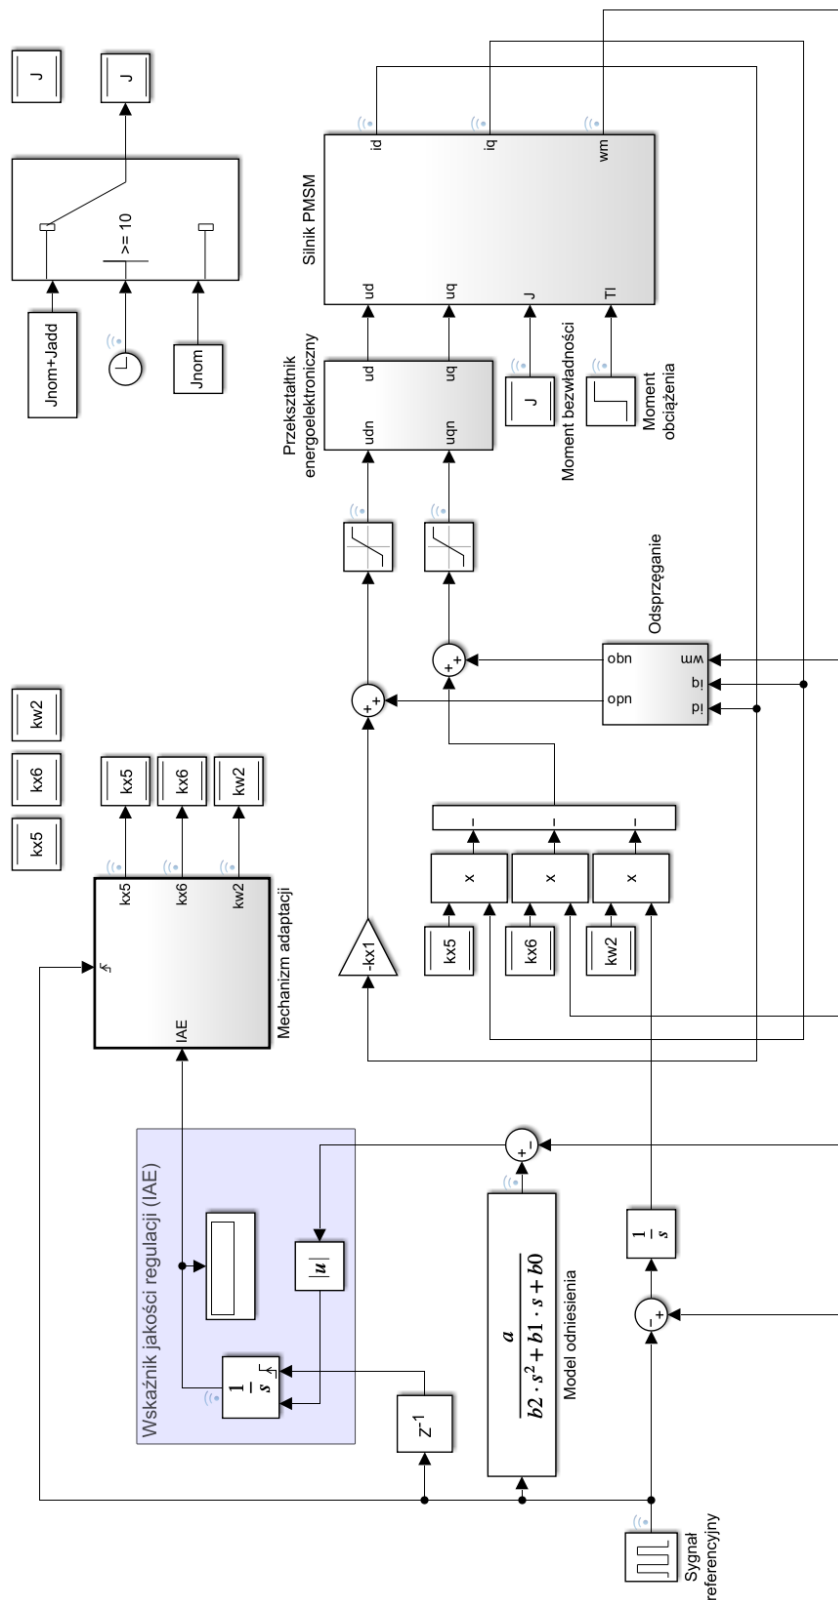 Sygnał
referencyjny
Z-1
a
b2 · s2 + b1 · s + b0
Model odniesienia
- +
1
s
Wskaźnik jakości regulacji (IAE)
1
s
|u|
+ -
IAE
kx5
kx6
kw2
Mechanizm adaptacji
kx5
kx6
kw2
kx5
kx6
kw2
-kx1
kx5
kx6
kw2
x
x
x
-
-
-
+ +
+ +
udo
uqo
id
iq
wm
Odsprzęganie
Przekształtnik
energoelektroniczny
udn
uqn
ud
uq
J
Moment bezwładności
Moment
obciążenia
Silnik PMSM
ud
uq
J
Tl
id
iq
wm
Jnom+Jadd
Jnom
>= 10
J
J